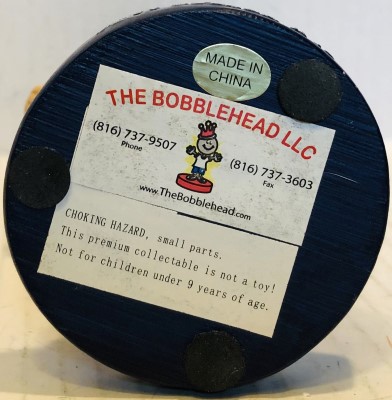 MADE IN
CHINA
THE BOBBLEHEAD LLC
(816) 737-9507
Phone
(816) 737-3603
Fax
www.TheBobblehead.com
CHOKING HAZARD, small parts.
This premium collectable is not a toy!
Not for children under 9 years of age.